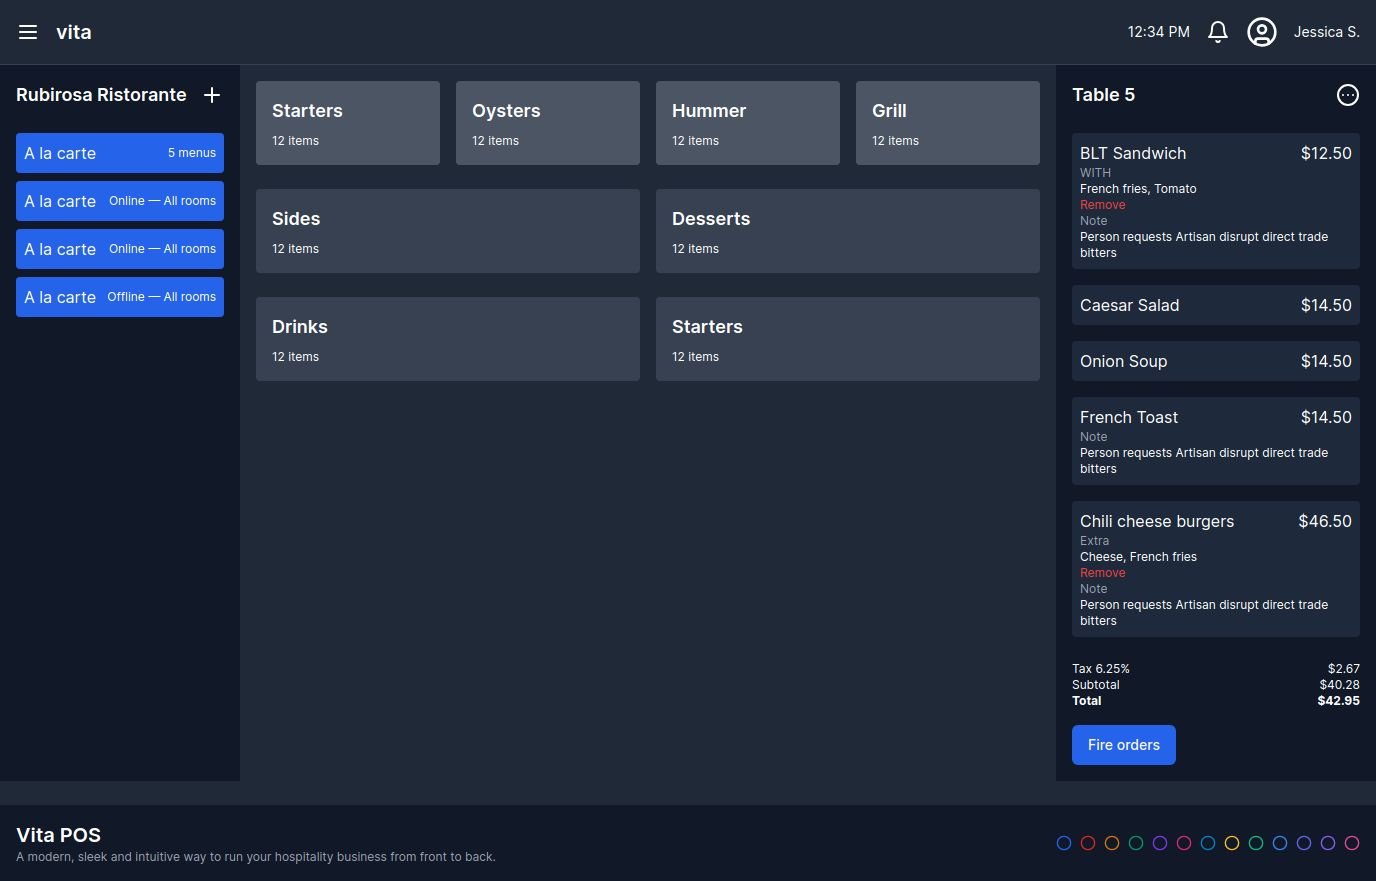 vita
12:34 PM
Jessica S.
Rubirosa Ristorante
A la carte 5 menus
A la carte Online — All rooms
A la carte Online — All rooms
A la carte Offline — All rooms
Starters
12 items
Oysters
12 items
Hummer
12 items
Grill
12 items
Sides
12 items
Desserts
12 items
Drinks
12 items
Starters
12 items
Table 5
BLT Sandwich $12.50
WITH
French fries, Tomato
Remove
Note
Person requests Artisan disrupt direct trade
bitters
Caesar Salad $14.50
Onion Soup $14.50
French Toast $14.50
Note
Person requests Artisan disrupt direct trade
bitters
Chili cheese burgers $46.50
Extra
Cheese, French fries
Remove
Note
Person requests Artisan disrupt direct trade
bitters
Tax 6.25% $2.67
Subtotal $40.28
Total $42.95
Fire orders
Vita POS
A modern, sleek and intuitive way to run your hospitality business from front to back.